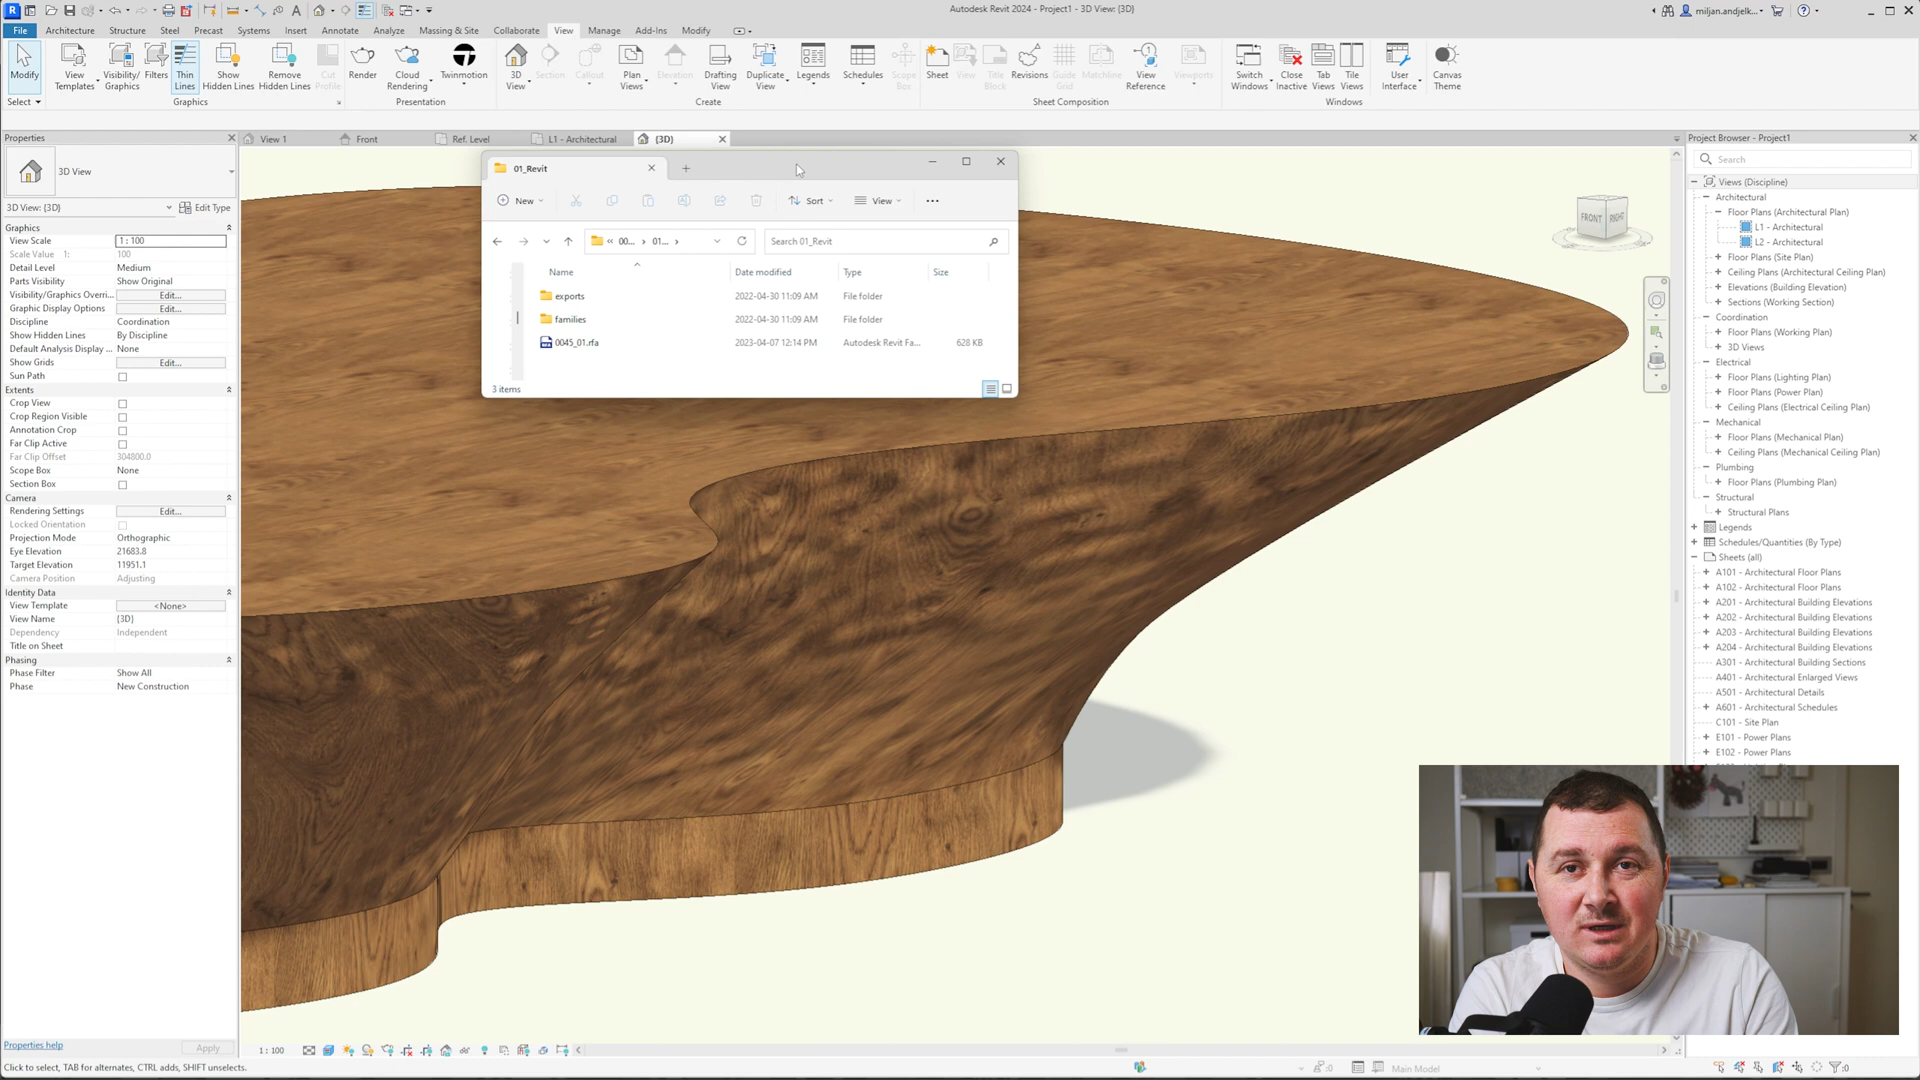 Autodesk Revit 2024 - Project1 - 3D View: {3D}
miljan.andjelk...
File Architecture Structure Steel Precast Systems Insert Annotate Analyze Massing & Site Collaborate View Manage Add-Ins Modify
Modify
View Templates
Visibility/ Graphics
Filters
Thin Lines
Show Hidden Lines
Remove Hidden Lines
Cut Profile
Render
Cloud Rendering
Twinmotion
3D View
Section
Callout
Plan Views
Elevation
Drafting View
Duplicate View
Legends
Schedules
Scope Box
Sheet
View
Title Block
Revisions
Guide Grid
Matchline
View Reference
Viewports
Switch Windows
Close Inactive
Tab Views
Tile Views
User Interface
Canvas Theme
Select Graphics Presentation Create Sheet Composition Windows
Properties
View 1
Front
Ref. Level
L1 - Architectural
{3D}
Project Browser - Project1
3D View
3D View: {3D}
Edit Type
Graphics
View Scale 1 : 100
Scale Value 1: 100
Detail Level Medium
Parts Visibility Show Original
Visibility/Graphics Overri... Edit...
Graphic Display Options Edit...
Discipline Coordination
Show Hidden Lines By Discipline
Default Analysis Display ... None
Show Grids Edit...
Sun Path
Extents
Crop View
Crop Region Visible
Annotation Crop
Far Clip Active
Far Clip Offset 304800.0
Scope Box None
Section Box
Camera
Rendering Settings Edit...
Locked Orientation
Projection Mode Orthographic
Eye Elevation 21683.8
Target Elevation 11951.1
Camera Position Adjusting
Identity Data
View Template <None>
View Name {3D}
Dependency Independent
Title on Sheet
Phasing
Phase Filter Show All
Phase New Construction
Properties help
Apply
01_Revit
New
Sort
View
00...
01...
Search 01_Revit
Name Date modified Type Size
exports 2022-04-30 11:09 AM File folder
families 2022-04-30 11:09 AM File folder
0045_01.rfa 2023-04-07 12:14 PM Autodesk Revit Fa... 628 KB
3 items
FRONT
RIGHT
Search
Views (Discipline)
Architectural
Floor Plans (Architectural Plan)
L1 - Architectural
L2 - Architectural
Floor Plans (Site Plan)
Ceiling Plans (Architectural Ceiling Plan)
Elevations (Building Elevation)
Sections (Working Section)
Coordination
Floor Plans (Working Plan)
3D Views
Electrical
Floor Plans (Lighting Plan)
Floor Plans (Power Plan)
Ceiling Plans (Electrical Ceiling Plan)
Mechanical
Floor Plans (Mechanical Plan)
Ceiling Plans (Mechanical Ceiling Plan)
Plumbing
Floor Plans (Plumbing Plan)
Structural
Structural Plans
Legends
Schedules/Quantities (By Type)
Sheets (all)
A101 - Architectural Floor Plans
A102 - Architectural Floor Plans
A201 - Architectural Building Elevations
A202 - Architectural Building Elevations
A203 - Architectural Building Elevations
A204 - Architectural Building Elevations
A301 - Architectural Building Sections
A401 - Architectural Enlarged Views
A501 - Architectural Details
A601 - Architectural Schedules
C101 - Site Plan
E101 - Power Plans
E102 - Power Plans
1 : 100
Click to select, TAB for alternates, CTRL adds, SHIFT unselects.
:0
Main Model
:0